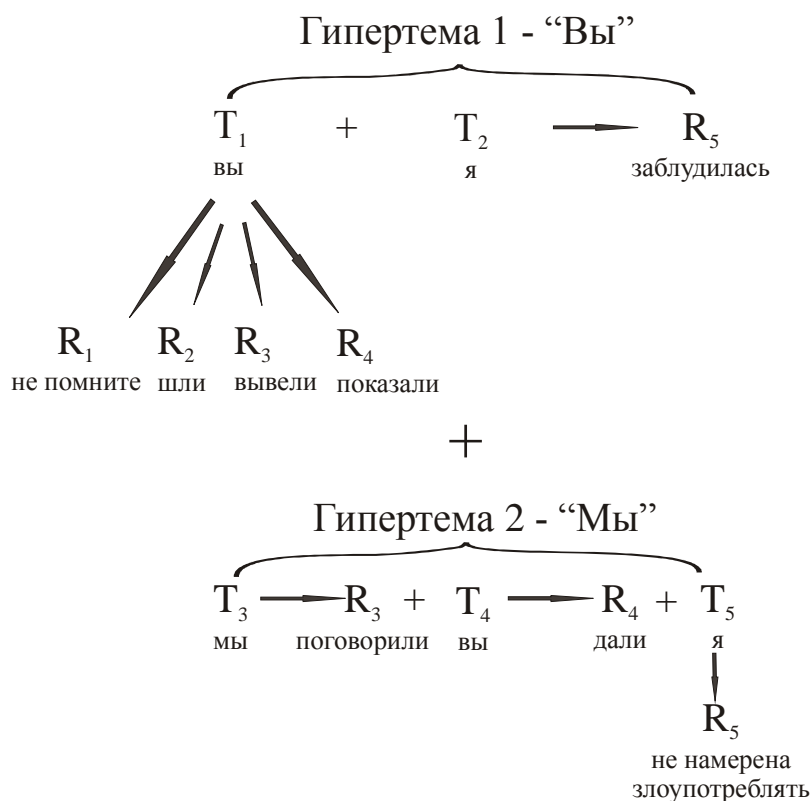 Гипертема 1 - “Вы”
T₁ + T₂ R₅
вы я заблудилась
R₁ R₂ R₃ R₄
не помните шли вывели показали
+
Гипертема 2 - “Мы”
T₃ R₃ + T₄ R₄ + T₅
мы поговорили вы дали я
R₅
не намерена
злоупотреблять